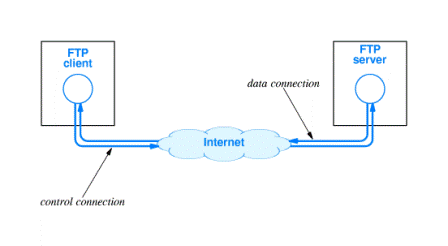 FTP
client
FTP
server
data connection
Internet
control connection